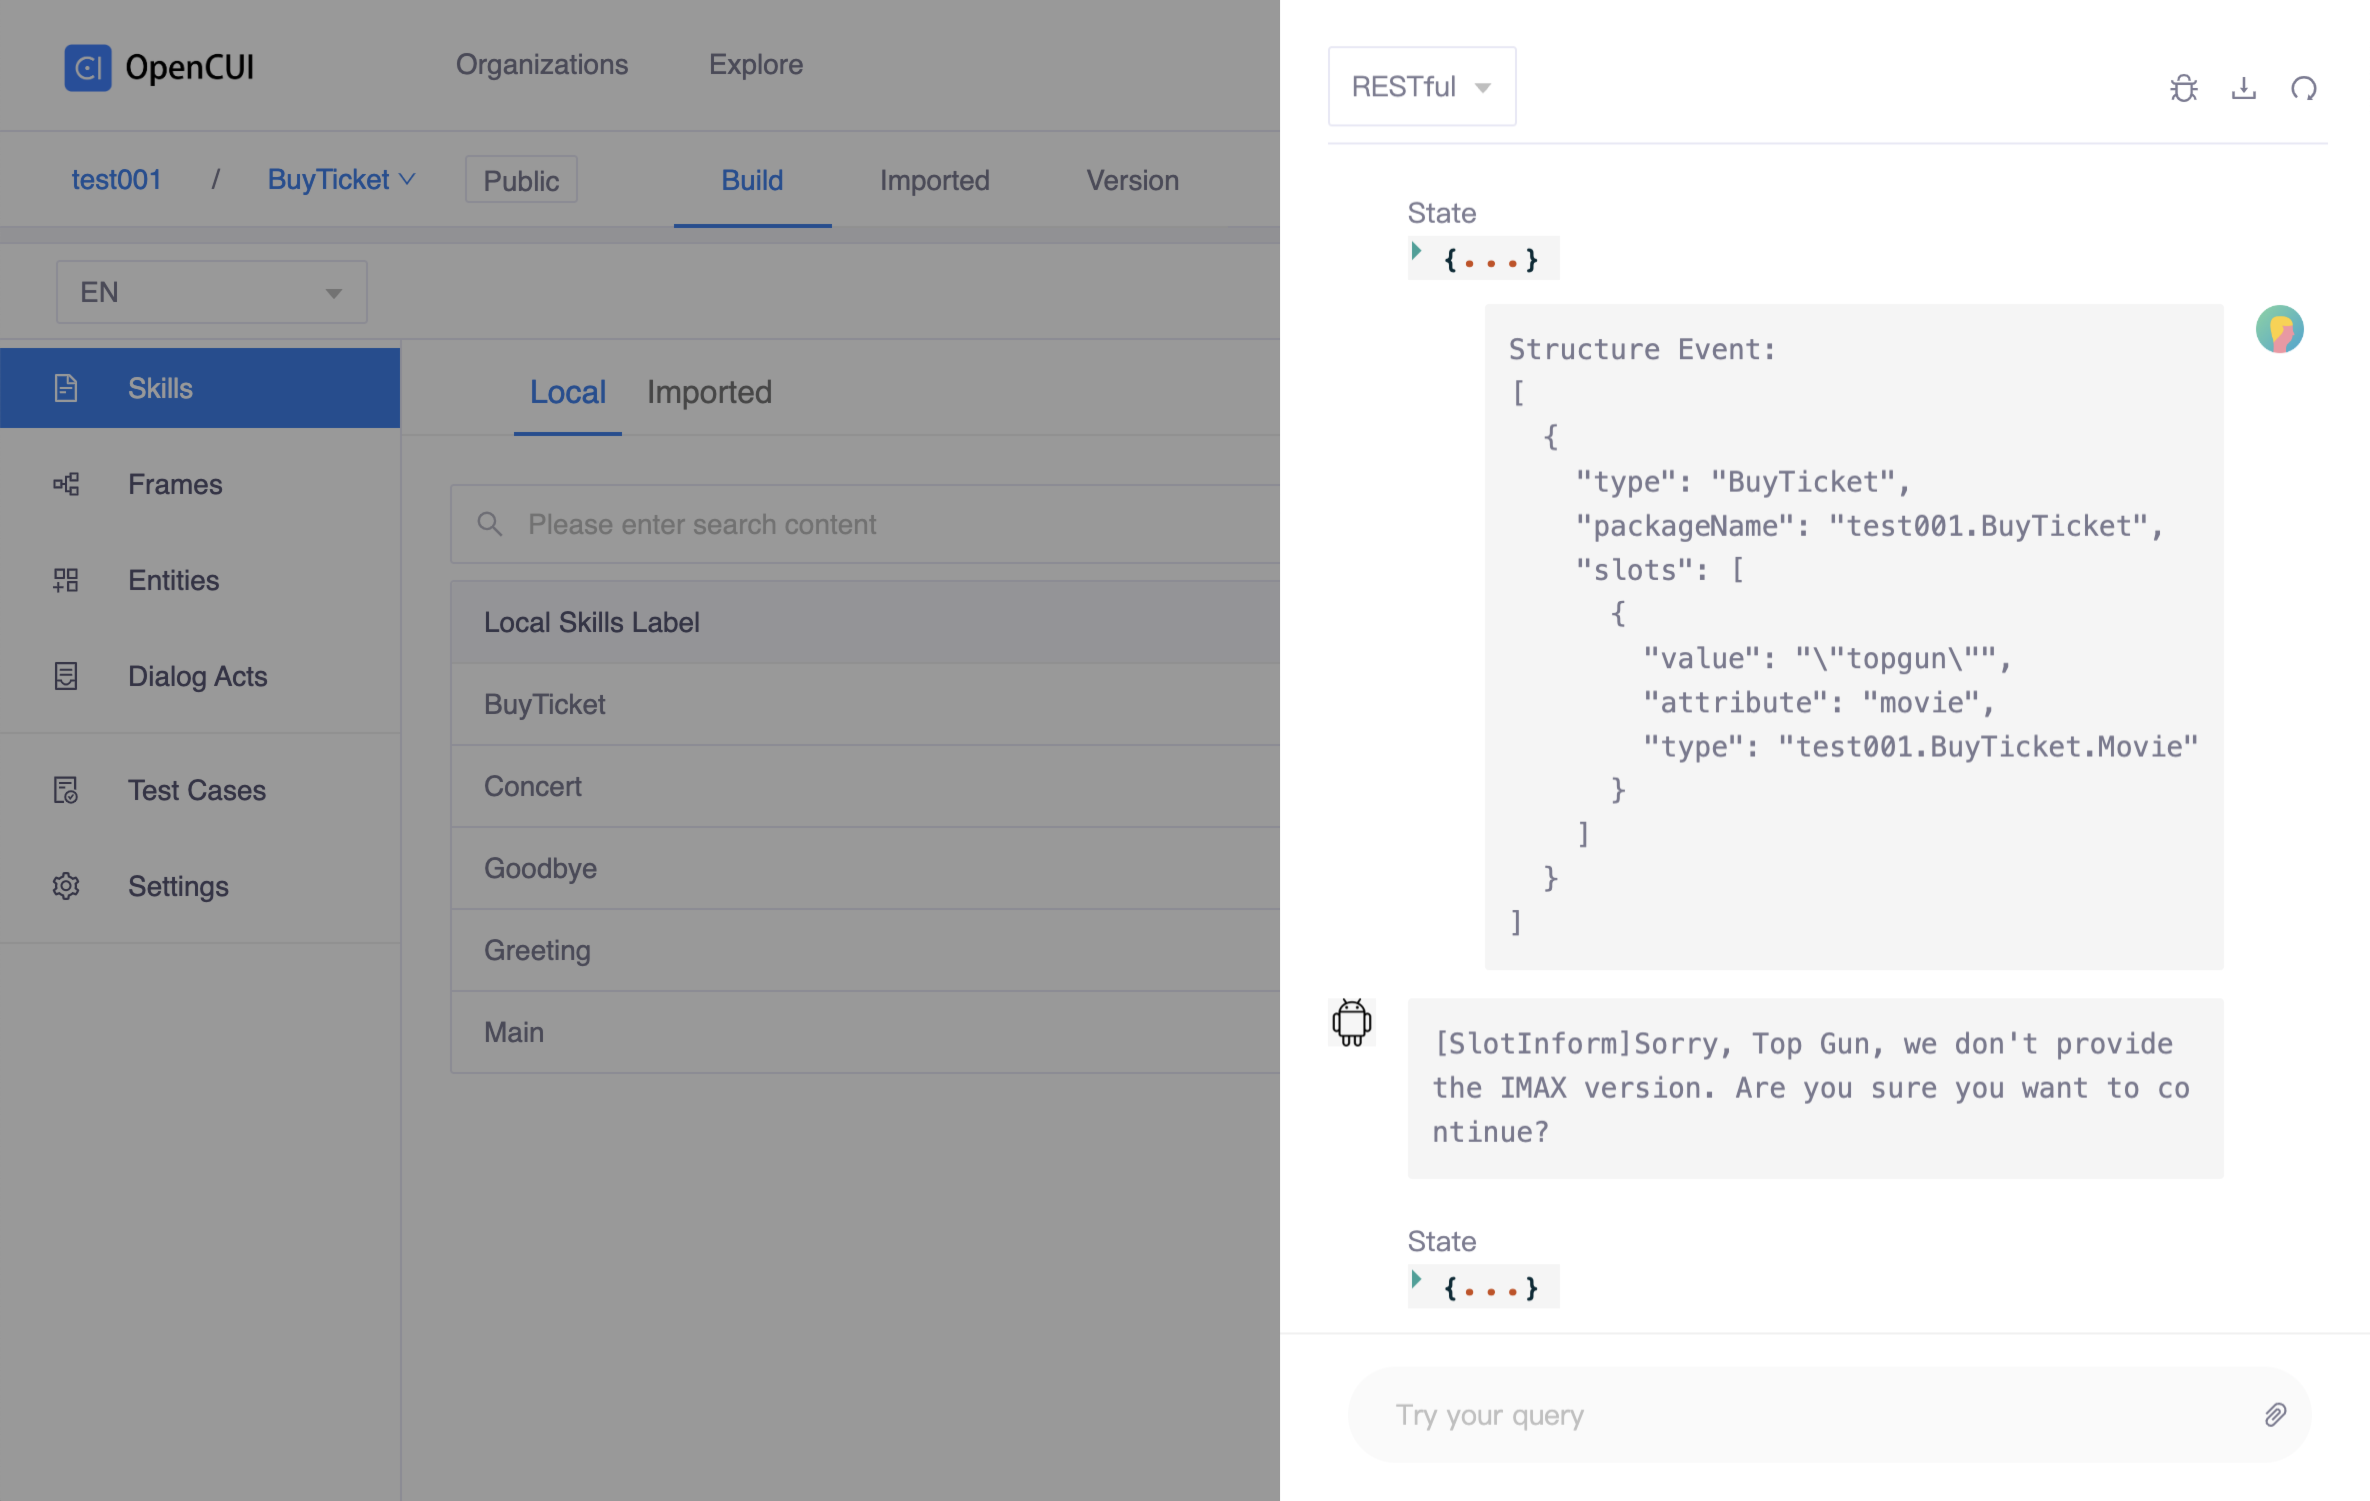 OpenCUI
Organizations
Explore
test001 / BuyTicket
Public
Build
Imported
Version
EN
Skills
Frames
Entities
Dialog Acts
Test Cases
Settings
Local
Imported
Please enter search content
Local Skills Label
BuyTicket
Concert
Goodbye
Greeting
Main
RESTful
State
{...}
Structure Event:
[
{
"type": "BuyTicket",
"packageName": "test001.BuyTicket",
"slots": [
{
"value": "\"topgun\"",
"attribute": "movie",
"type": "test001.BuyTicket.Movie"
}
]
}
]
[SlotInform]Sorry, Top Gun, we don't provide
the IMAX version. Are you sure you want to co
ntinue?
State
{...}
Try your query